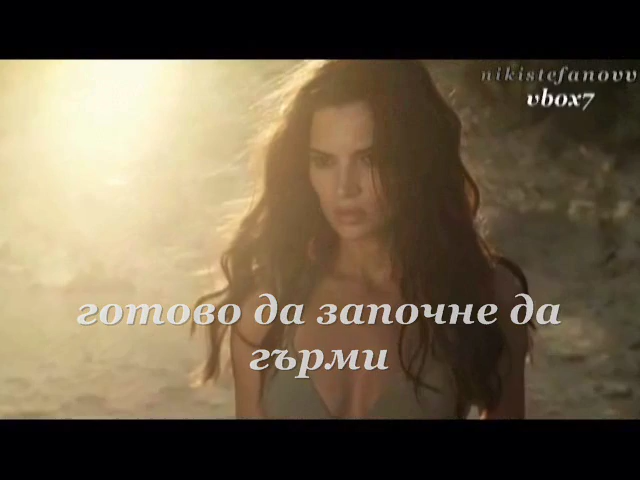 nikistefanovv
vbox7
готово да започне да
гърми